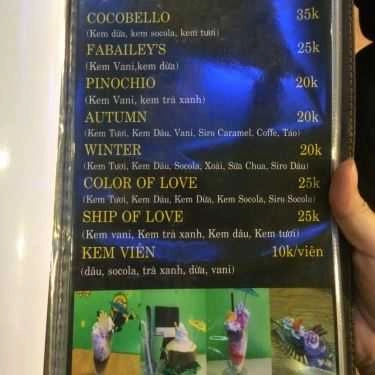 COCOBELLO 35k
(Kem dừa, kem socola, kem tươi)
FABAILEY'S 25k
(Kem Vani,kem dừa)
PINOCHIO 20k
(Kem Vani, kem trà xanh)
AUTUMN 20k
(Kem Tươi, Kem Dâu, Vani, Siro Caramel, Coffe, Táo)
WINTER 20k
(Kem Tươi, Kem Dâu, Socola, Xoài, Sữa Chua, Siro Dâu)
COLOR OF LOVE 25k
(Kem Tươi, Kem Dâu, Kem Dừa, Kem Socola, Siro Socola)
SHIP OF LOVE 25k
(Kem vani, Kem trà xanh, Kem dâu, Kem tươi)
KEM VIÊN 10k/viên
(dâu, socola, trà xanh, dừa, vani)